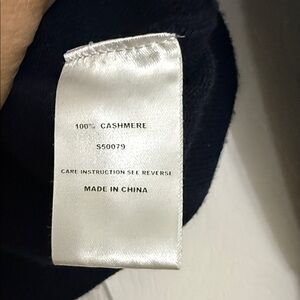 100% CASHMERE
S50079
CARE INSTRUCTION SEE REVERSE
MADE IN CHINA